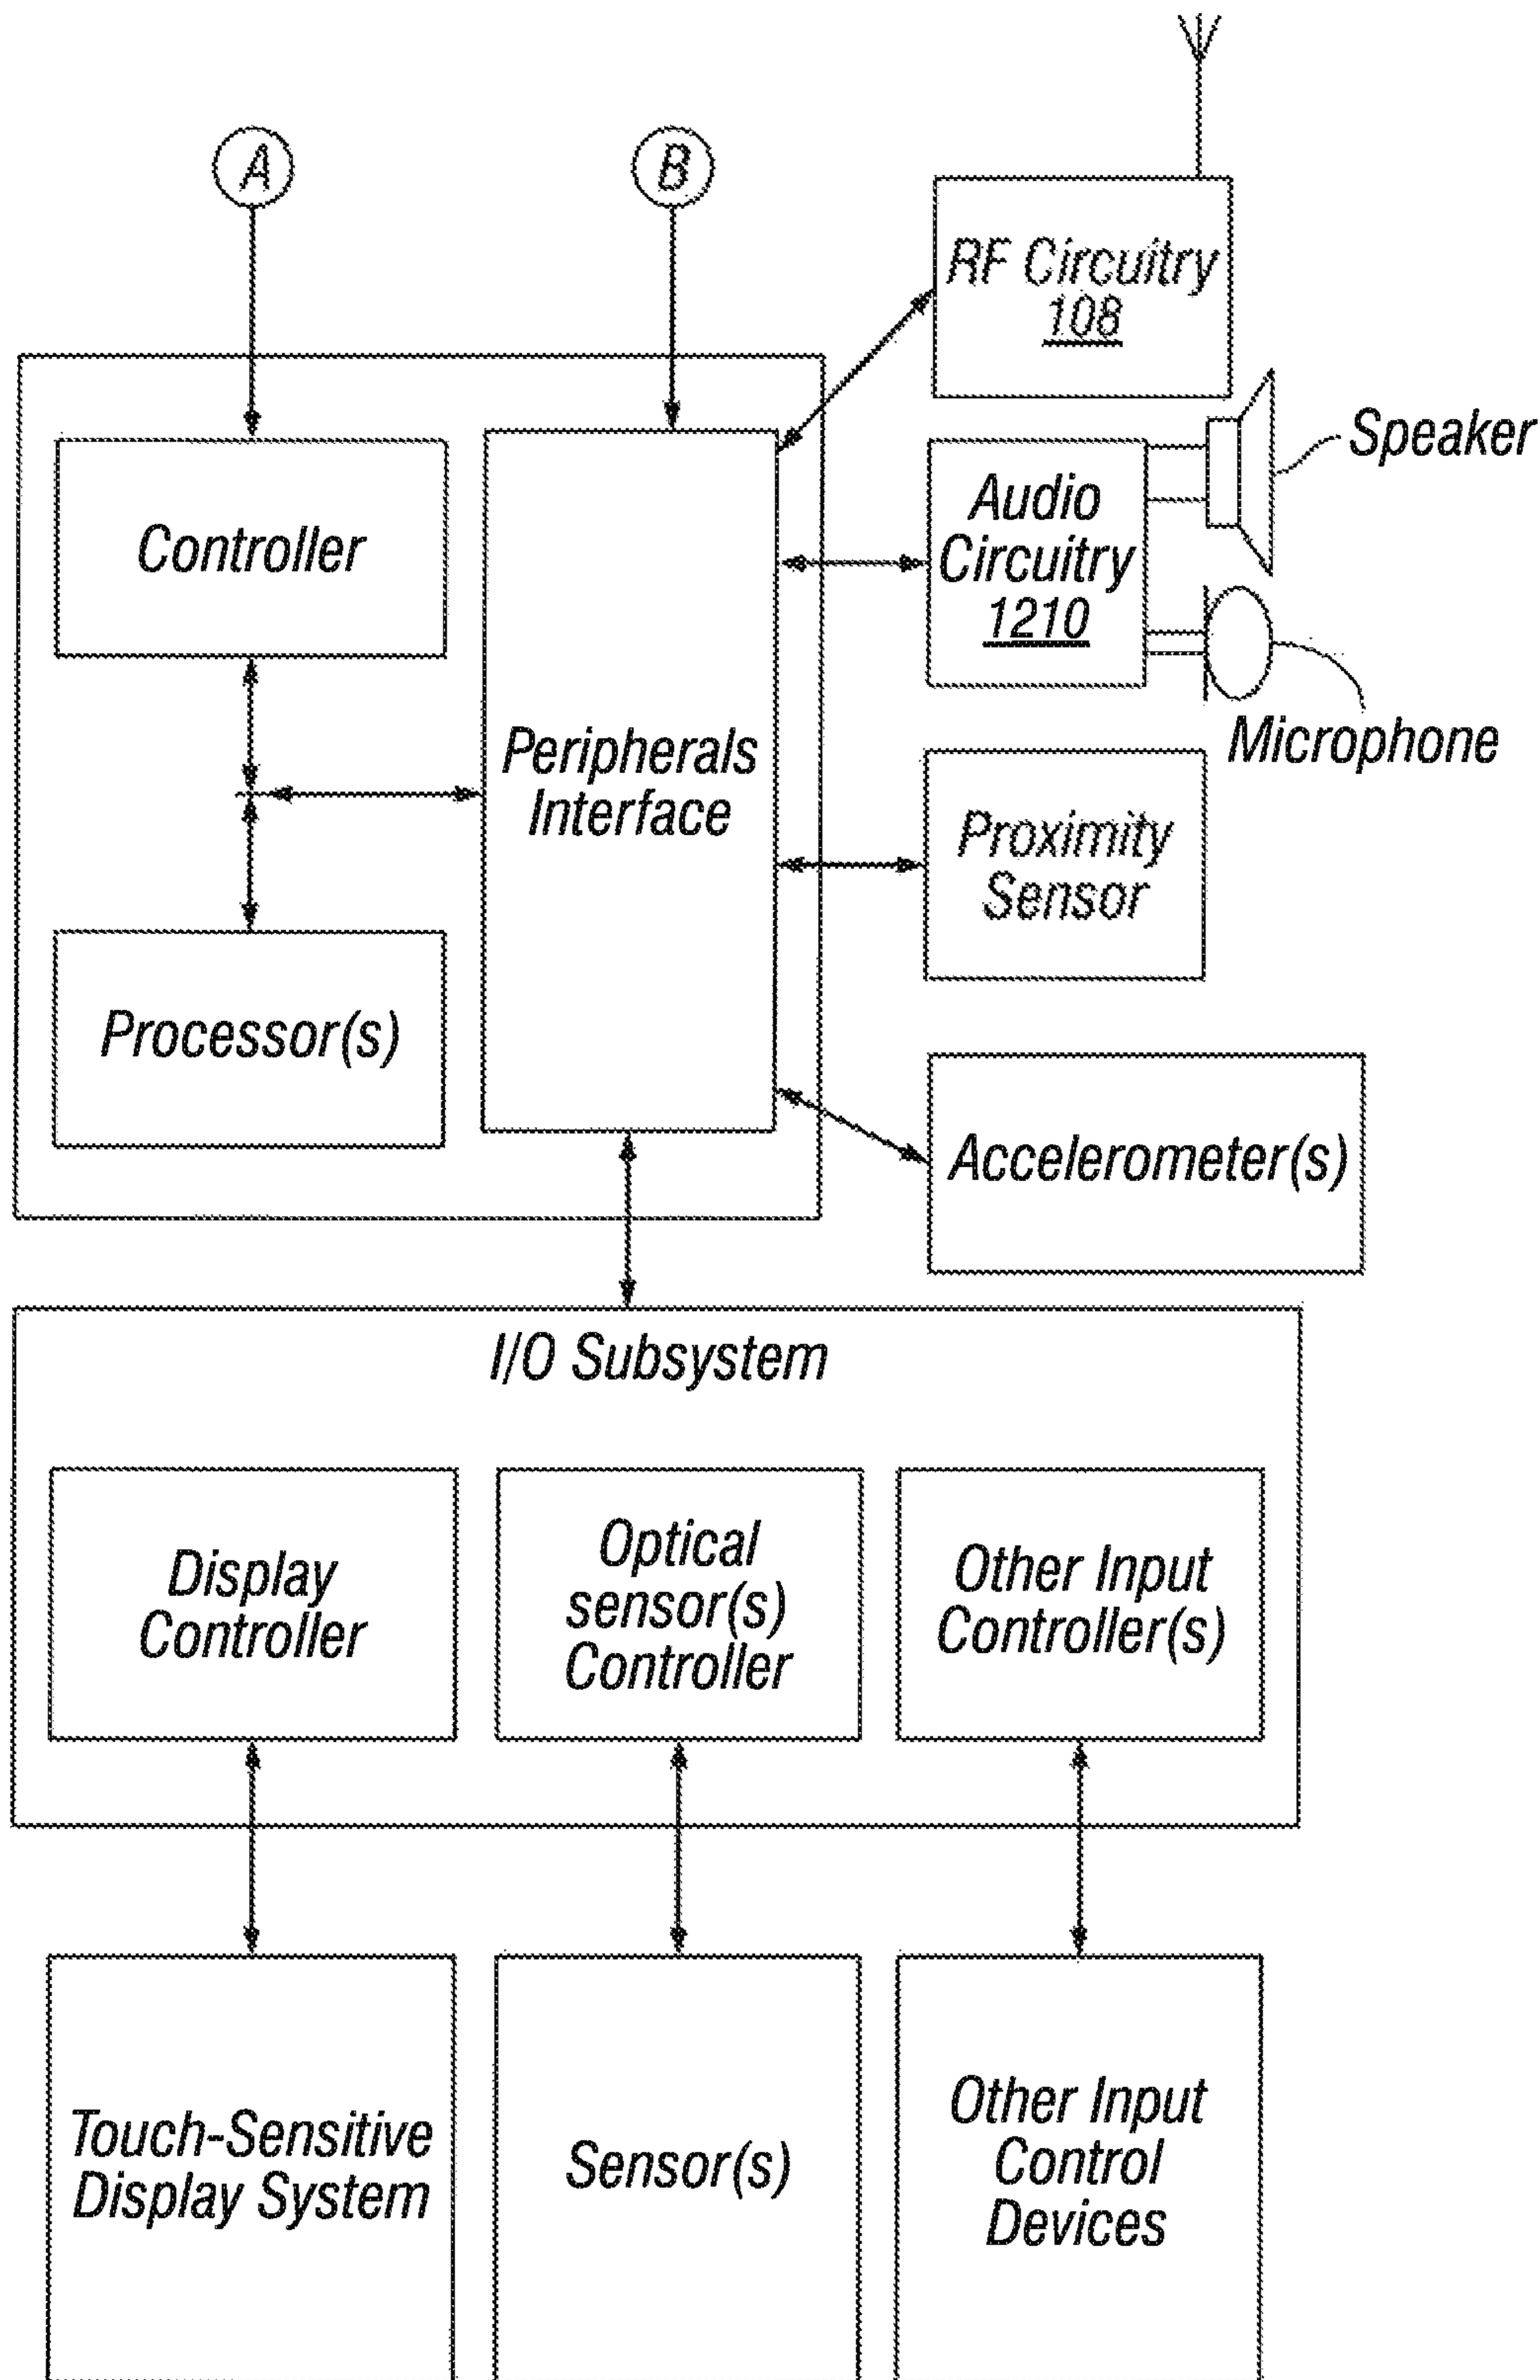 A
B
RF Circuitry
108
Speaker
Controller
Audio
Circuitry
1210
Peripherals
Interface
Microphone
Proximity
Sensor
Processor(s)
Accelerometer(s)
I/O Subsystem
Display
Controller
Optical
sensor(s)
Controller
Other Input
Controller(s)
Touch-Sensitive
Display System
Sensor(s)
Other Input
Control
Devices